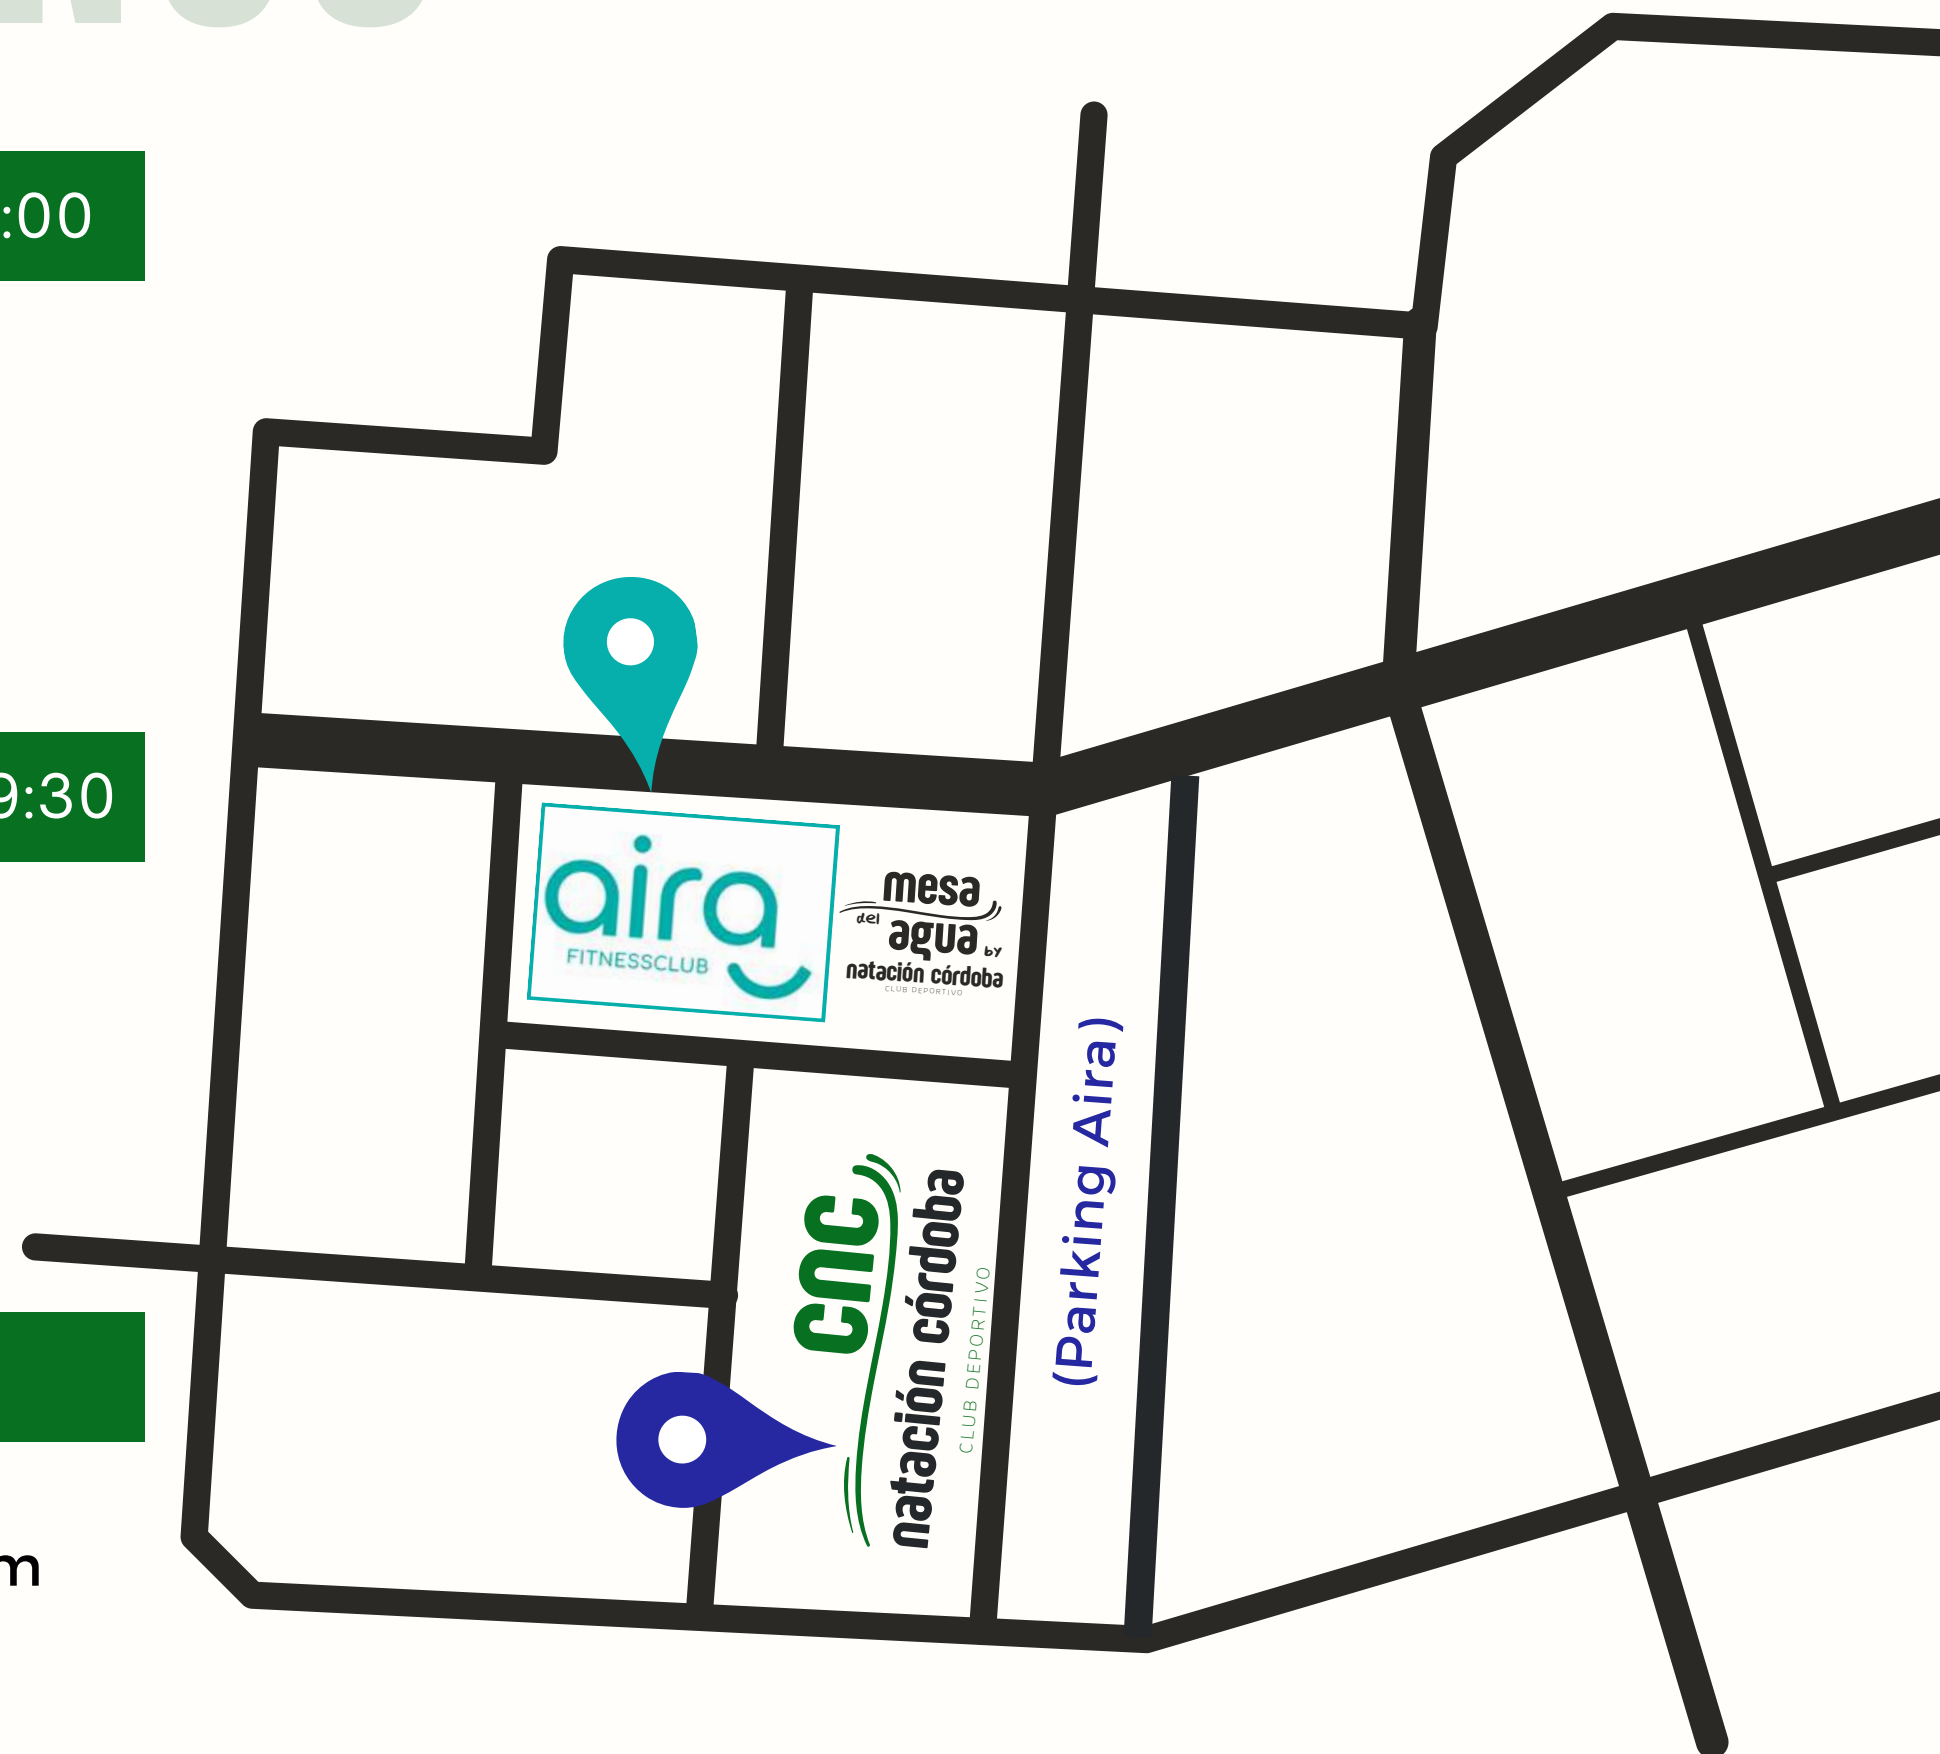 :00
9:30
m
aira
FITNESSCLUB
mesa
del
agua by
natación córdoba
CLUB DEPORTIVO
(Parking Aira)
cnc
natación córdoba
CLUB DEPORTIVO